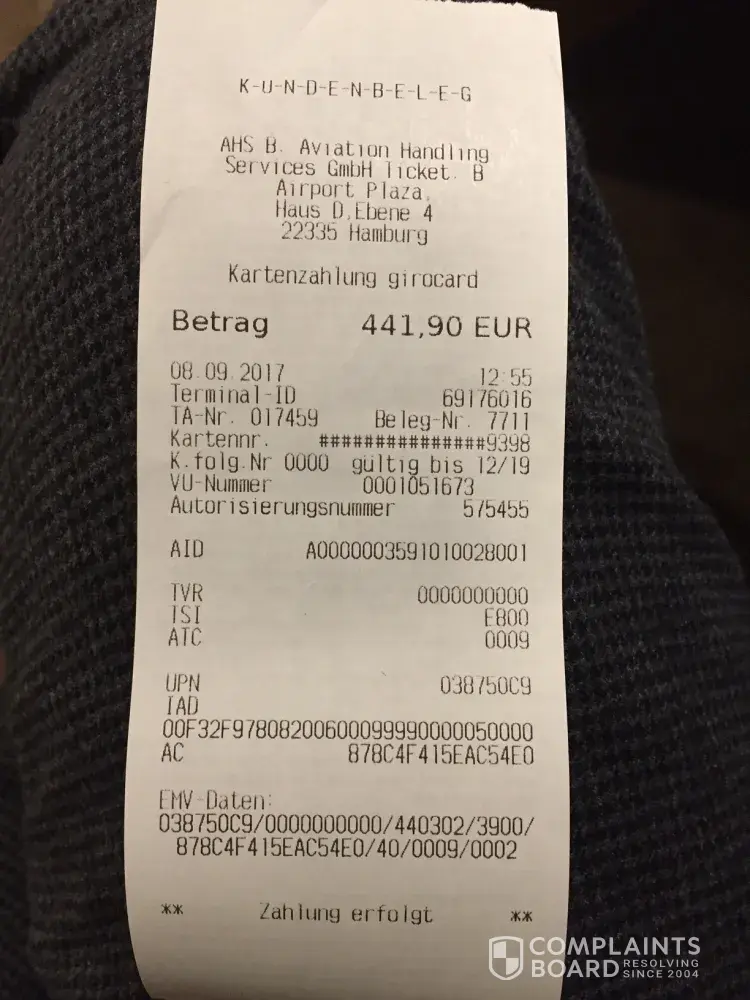 K-U-N-D-E-N-B-E-L-E-G
AHS B. Aviation Handling
Services GmbH Ticket. B
Airport Plaza,
Haus D,Ebene 4
22335 Hamburg
Kartenzahlung girocard
Betrag 441,90 EUR
08.09.2017 12:55
Terminal-ID 69176016
TA-Nr. 017459 Beleg-Nr. 7711
Kartennr. ###############9398
K.folg.Nr 0000 gültig bis 12/19
VU-Nummer 0001051673
Autorisierungsnummer 575455
AID A0000003591010028001
TVR 0000000000
TSI E800
ATC 0009
UPN 038750C9
IAD
00F32F97808200600099990000050000
AC 878C4F415EAC54E0
EMV-Daten:
038750C9/0000000000/440302/3900/
878C4F415EAC54E0/40/0009/0002
** Zahlung erfolgt **
COMPLAINTS
BOARD RESOLVING
SINCE 2004